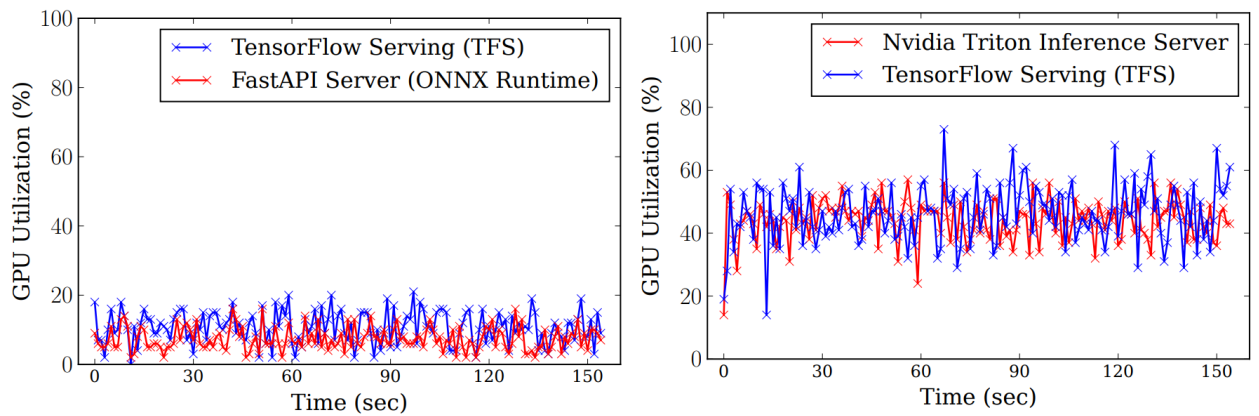 GPU Utilization (%)
100
80
60
40
20
0
TensorFlow Serving (TFS)
FastAPI Server (ONNX Runtime)
0 30 60 90 120 150
Time (sec)
GPU Utilization (%)
100
80
60
40
20
0
Nvidia Triton Inference Server
TensorFlow Serving (TFS)
0 30 60 90 120 150
Time (sec)